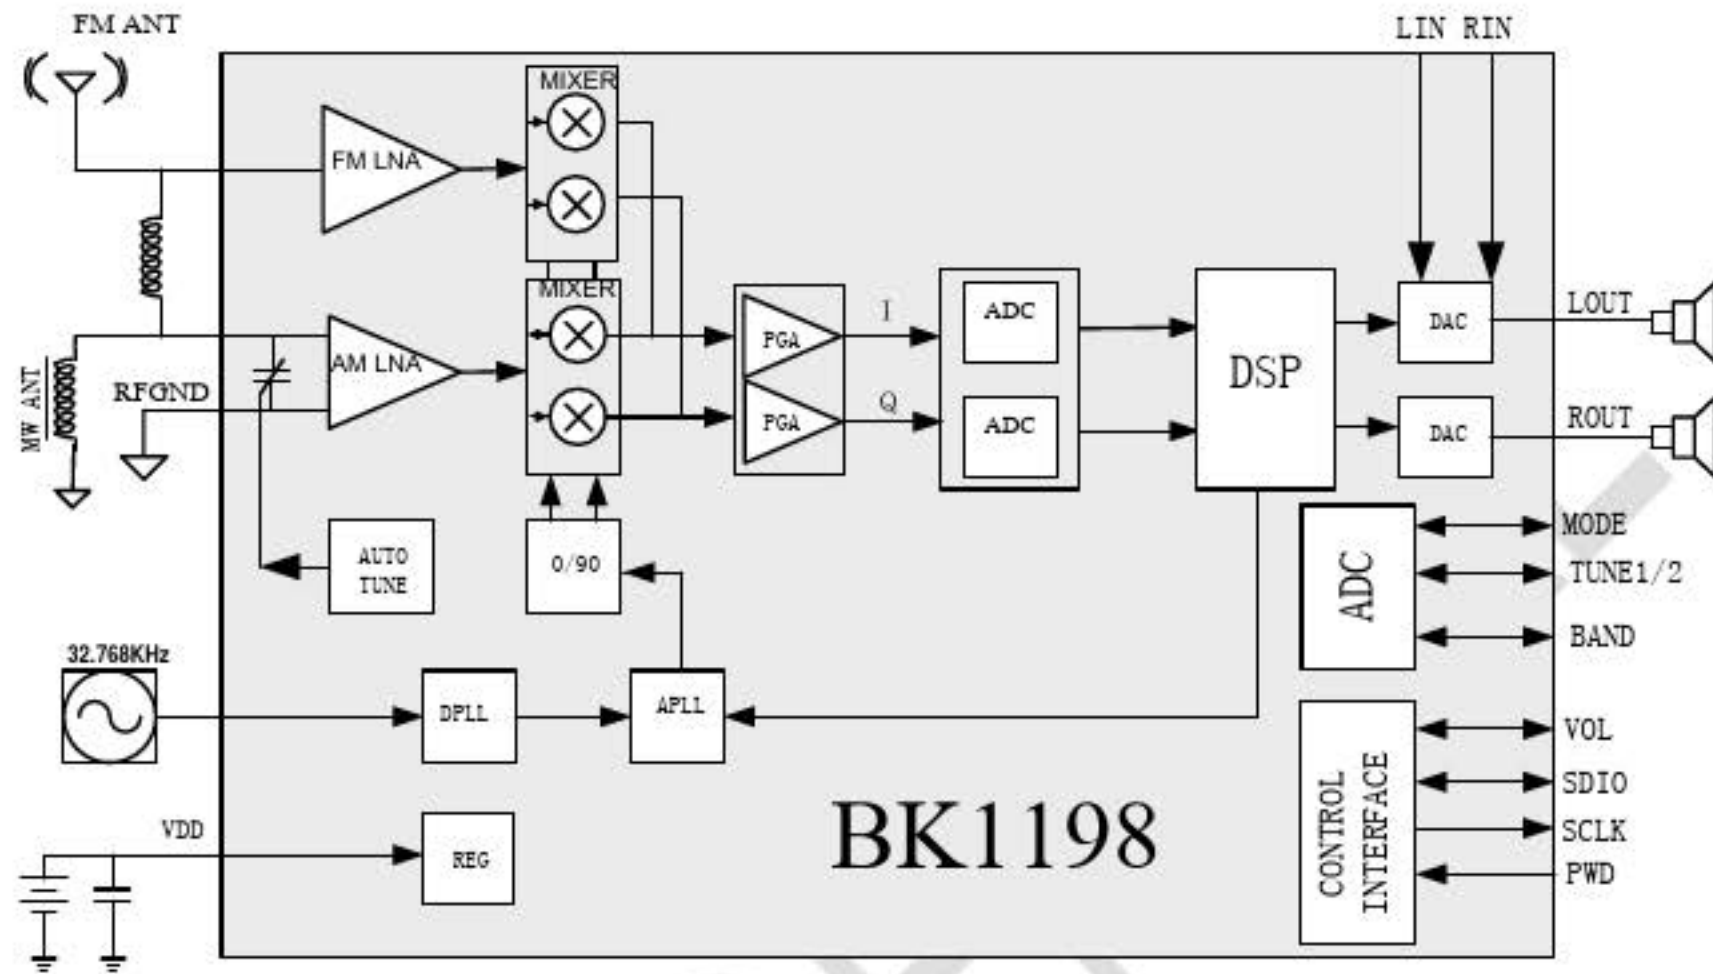 FM ANT
LIN RIN
MIXER
FM LNA
MIXER
AM LNA
MW ANT
RFGND
PGA
PGA
I
Q
ADC
ADC
DSP
DAC
DAC
LOUT
ROUT
AUTO
TUNE
0/90
ADC
MODE
TUNE1/2
BAND
32.768KHz
DPLL
APLL
VDD
REG
BK1198
CONTROL
INTERFACE
VOL
SDIO
SCLK
PWD